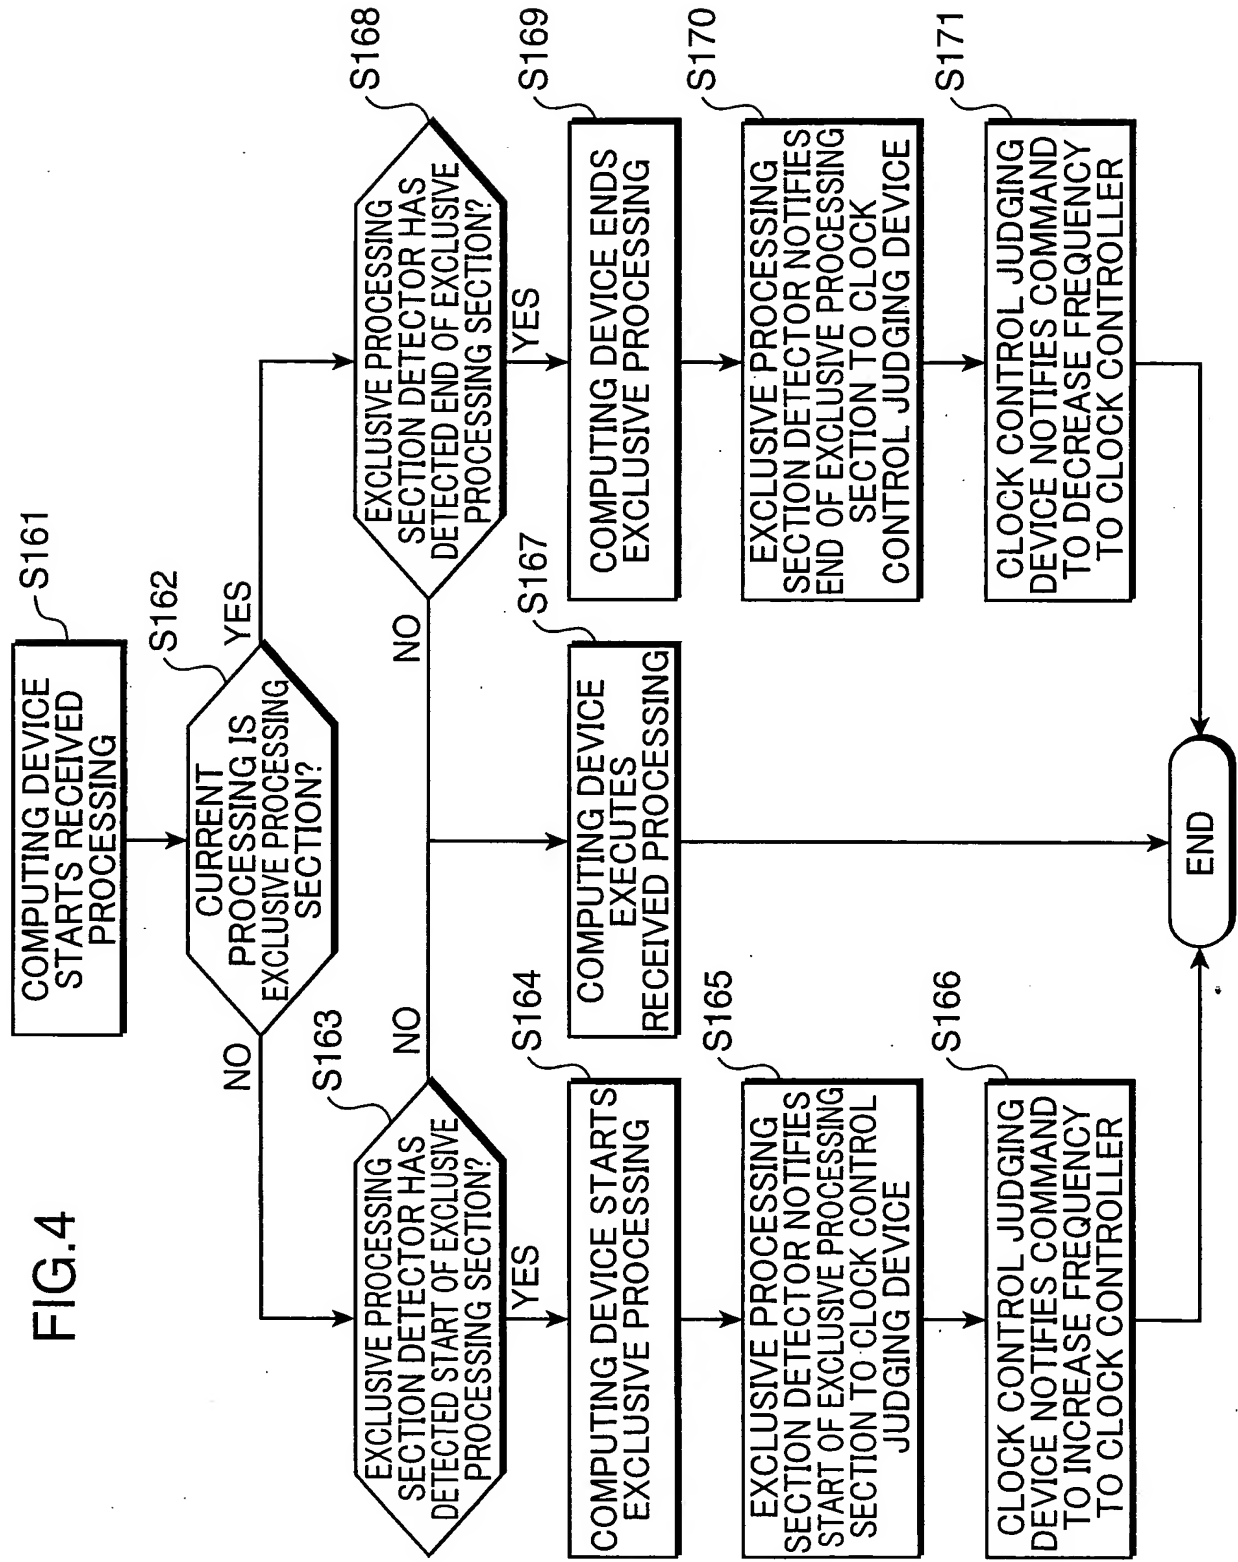 FIG.4
COMPUTING DEVICE
STARTS RECEIVED
PROCESSING
S161
CURRENT
PROCESSING IS
EXCLUSIVE PROCESSING
SECTION?
S162
NO
YES
EXCLUSIVE PROCESSING
SECTION DETECTOR HAS
DETECTED START OF EXCLUSIVE
PROCESSING SECTION?
S163
NO
YES
COMPUTING DEVICE STARTS
EXCLUSIVE PROCESSING
S164
EXCLUSIVE PROCESSING
SECTION DETECTOR NOTIFIES
START OF EXCLUSIVE PROCESSING
SECTION TO CLOCK CONTROL
JUDGING DEVICE
S165
CLOCK CONTROL JUDGING
DEVICE NOTIFIES COMMAND
TO INCREASE FREQUENCY
TO CLOCK CONTROLLER
S166
COMPUTING DEVICE
EXECUTES
RECEIVED PROCESSING
S167
EXCLUSIVE PROCESSING
SECTION DETECTOR HAS
DETECTED END OF EXCLUSIVE
PROCESSING SECTION?
S168
NO
YES
COMPUTING DEVICE ENDS
EXCLUSIVE PROCESSING
S169
EXCLUSIVE PROCESSING
SECTION DETECTOR NOTIFIES
END OF EXCLUSIVE PROCESSING
SECTION TO CLOCK
CONTROL JUDGING DEVICE
S170
CLOCK CONTROL JUDGING
DEVICE NOTIFIES COMMAND
TO DECREASE FREQUENCY
TO CLOCK CONTROLLER
S171
END